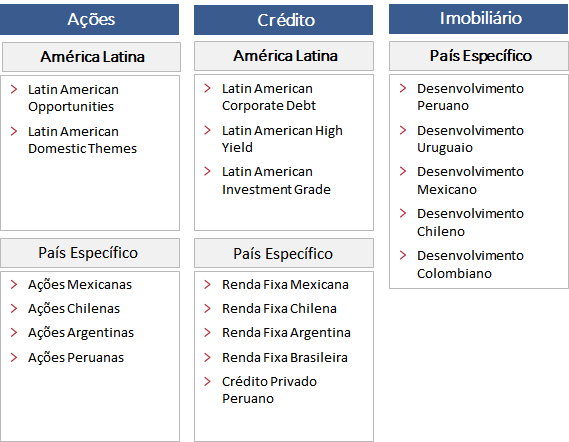 Ações
América Latina
Latin American
Opportunities
Latin American
Domestic Themes
País Específico
Ações Mexicanas
Ações Chilenas
Ações Argentinas
Ações Peruanas
Crédito
América Latina
Latin American
Corporate Debt
Latin American High
Yield
Latin American
Investment Grade
País Específico
Renda Fixa Mexicana
Renda Fixa Chilena
Renda Fixa Argentina
Renda Fixa Brasileira
Crédito Privado
Peruano
Imobiliário
País Específico
Desenvolvimento
Peruano
Desenvolvimento
Uruguaio
Desenvolvimento
Mexicano
Desenvolvimento
Chileno
Desenvolvimento
Colombiano